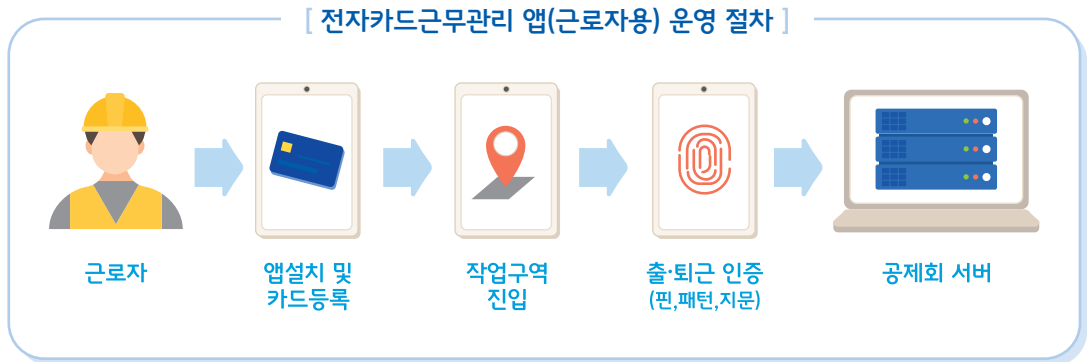 [ 전자카드근무관리 앱(근로자용) 운영 절차 ]
근로자
앱설치 및
카드등록
작업구역
진입
출·퇴근 인증
(핀,패턴,지문)
공제회 서버